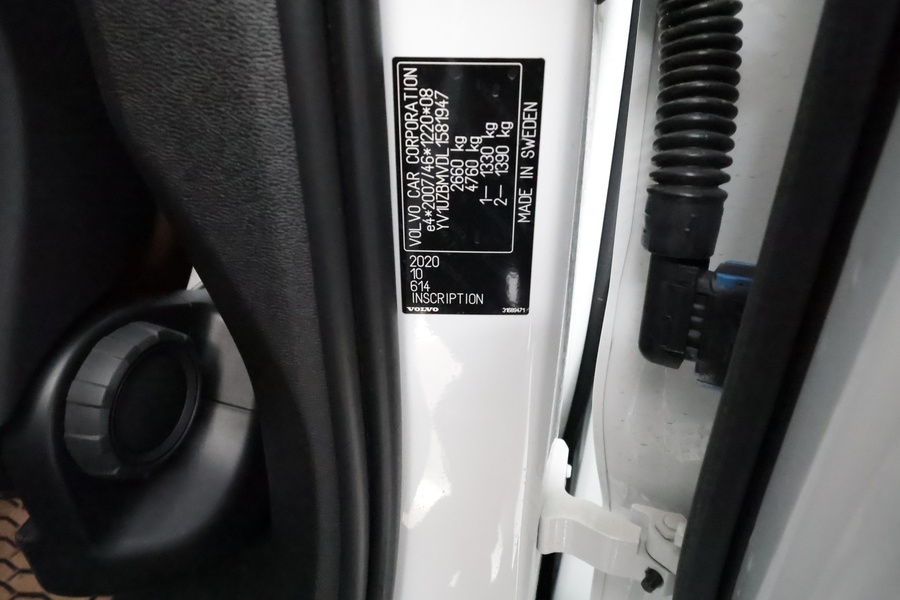 VOLVO CAR CORPORATION
e4*2007/46*1220*08
YV1UZBMVDL1581947
2660 kg
4760 kg
1— 1330 kg
2— 1390 kg
MADE IN SWEDEN
2020
10
614
INSCRIPTION
VOLVO
31689471